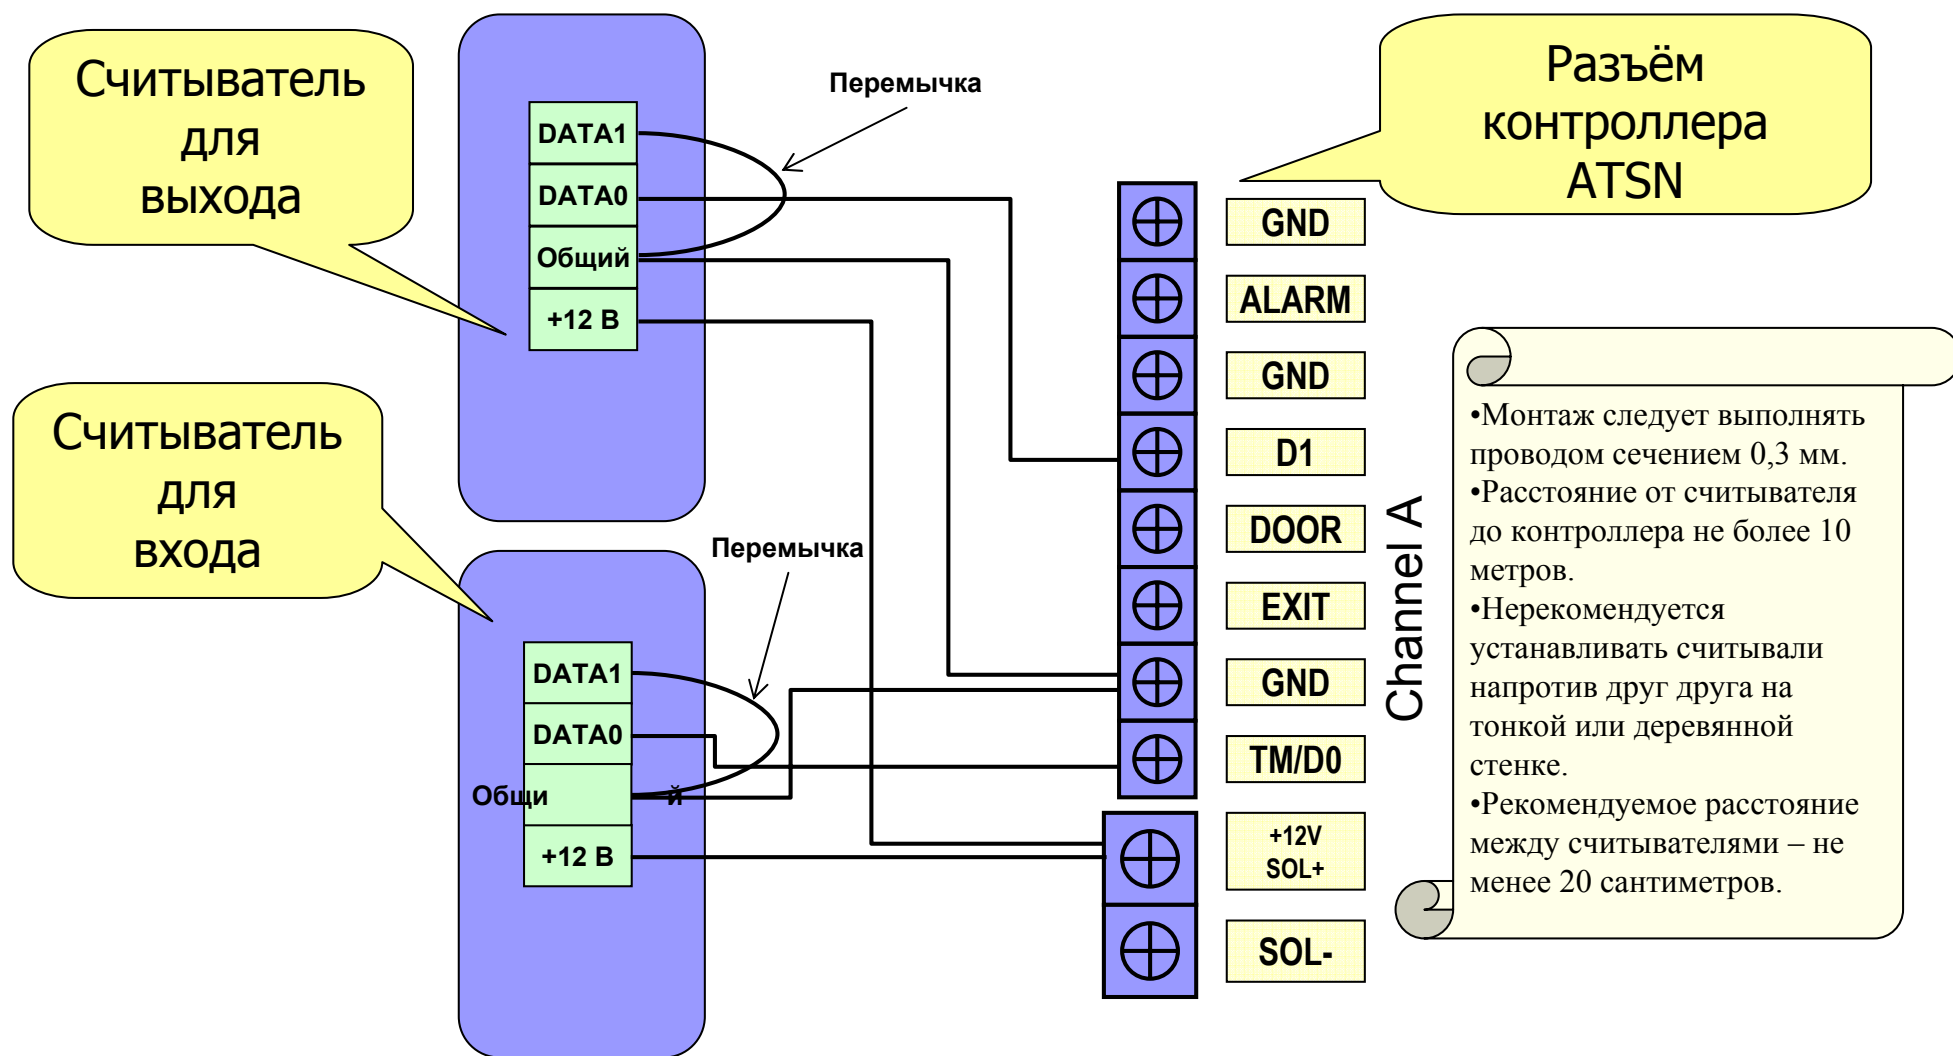 Считыватель
для
выхода
Перемычка
DATA1
DATA0
Общий
+12 В
Считыватель
для
входа
Перемычка
DATA1
DATA0
Общи й
+12 В
Разъём
контроллера
ATSN
GND
ALARM
GND
D1
DOOR
EXIT
GND
TM/D0
+12V
SOL+
SOL-
Channel A
•Монтаж следует выполнять
проводом сечением 0,3 мм.
•Расстояние от считывателя
до контроллера не более 10
метров.
•Нерекомендуется
устанавливать считывали
напротив друг друга на
тонкой или деревянной
стенке.
•Рекомендуемое расстояние
между считывателями – не
менее 20 сантиметров.